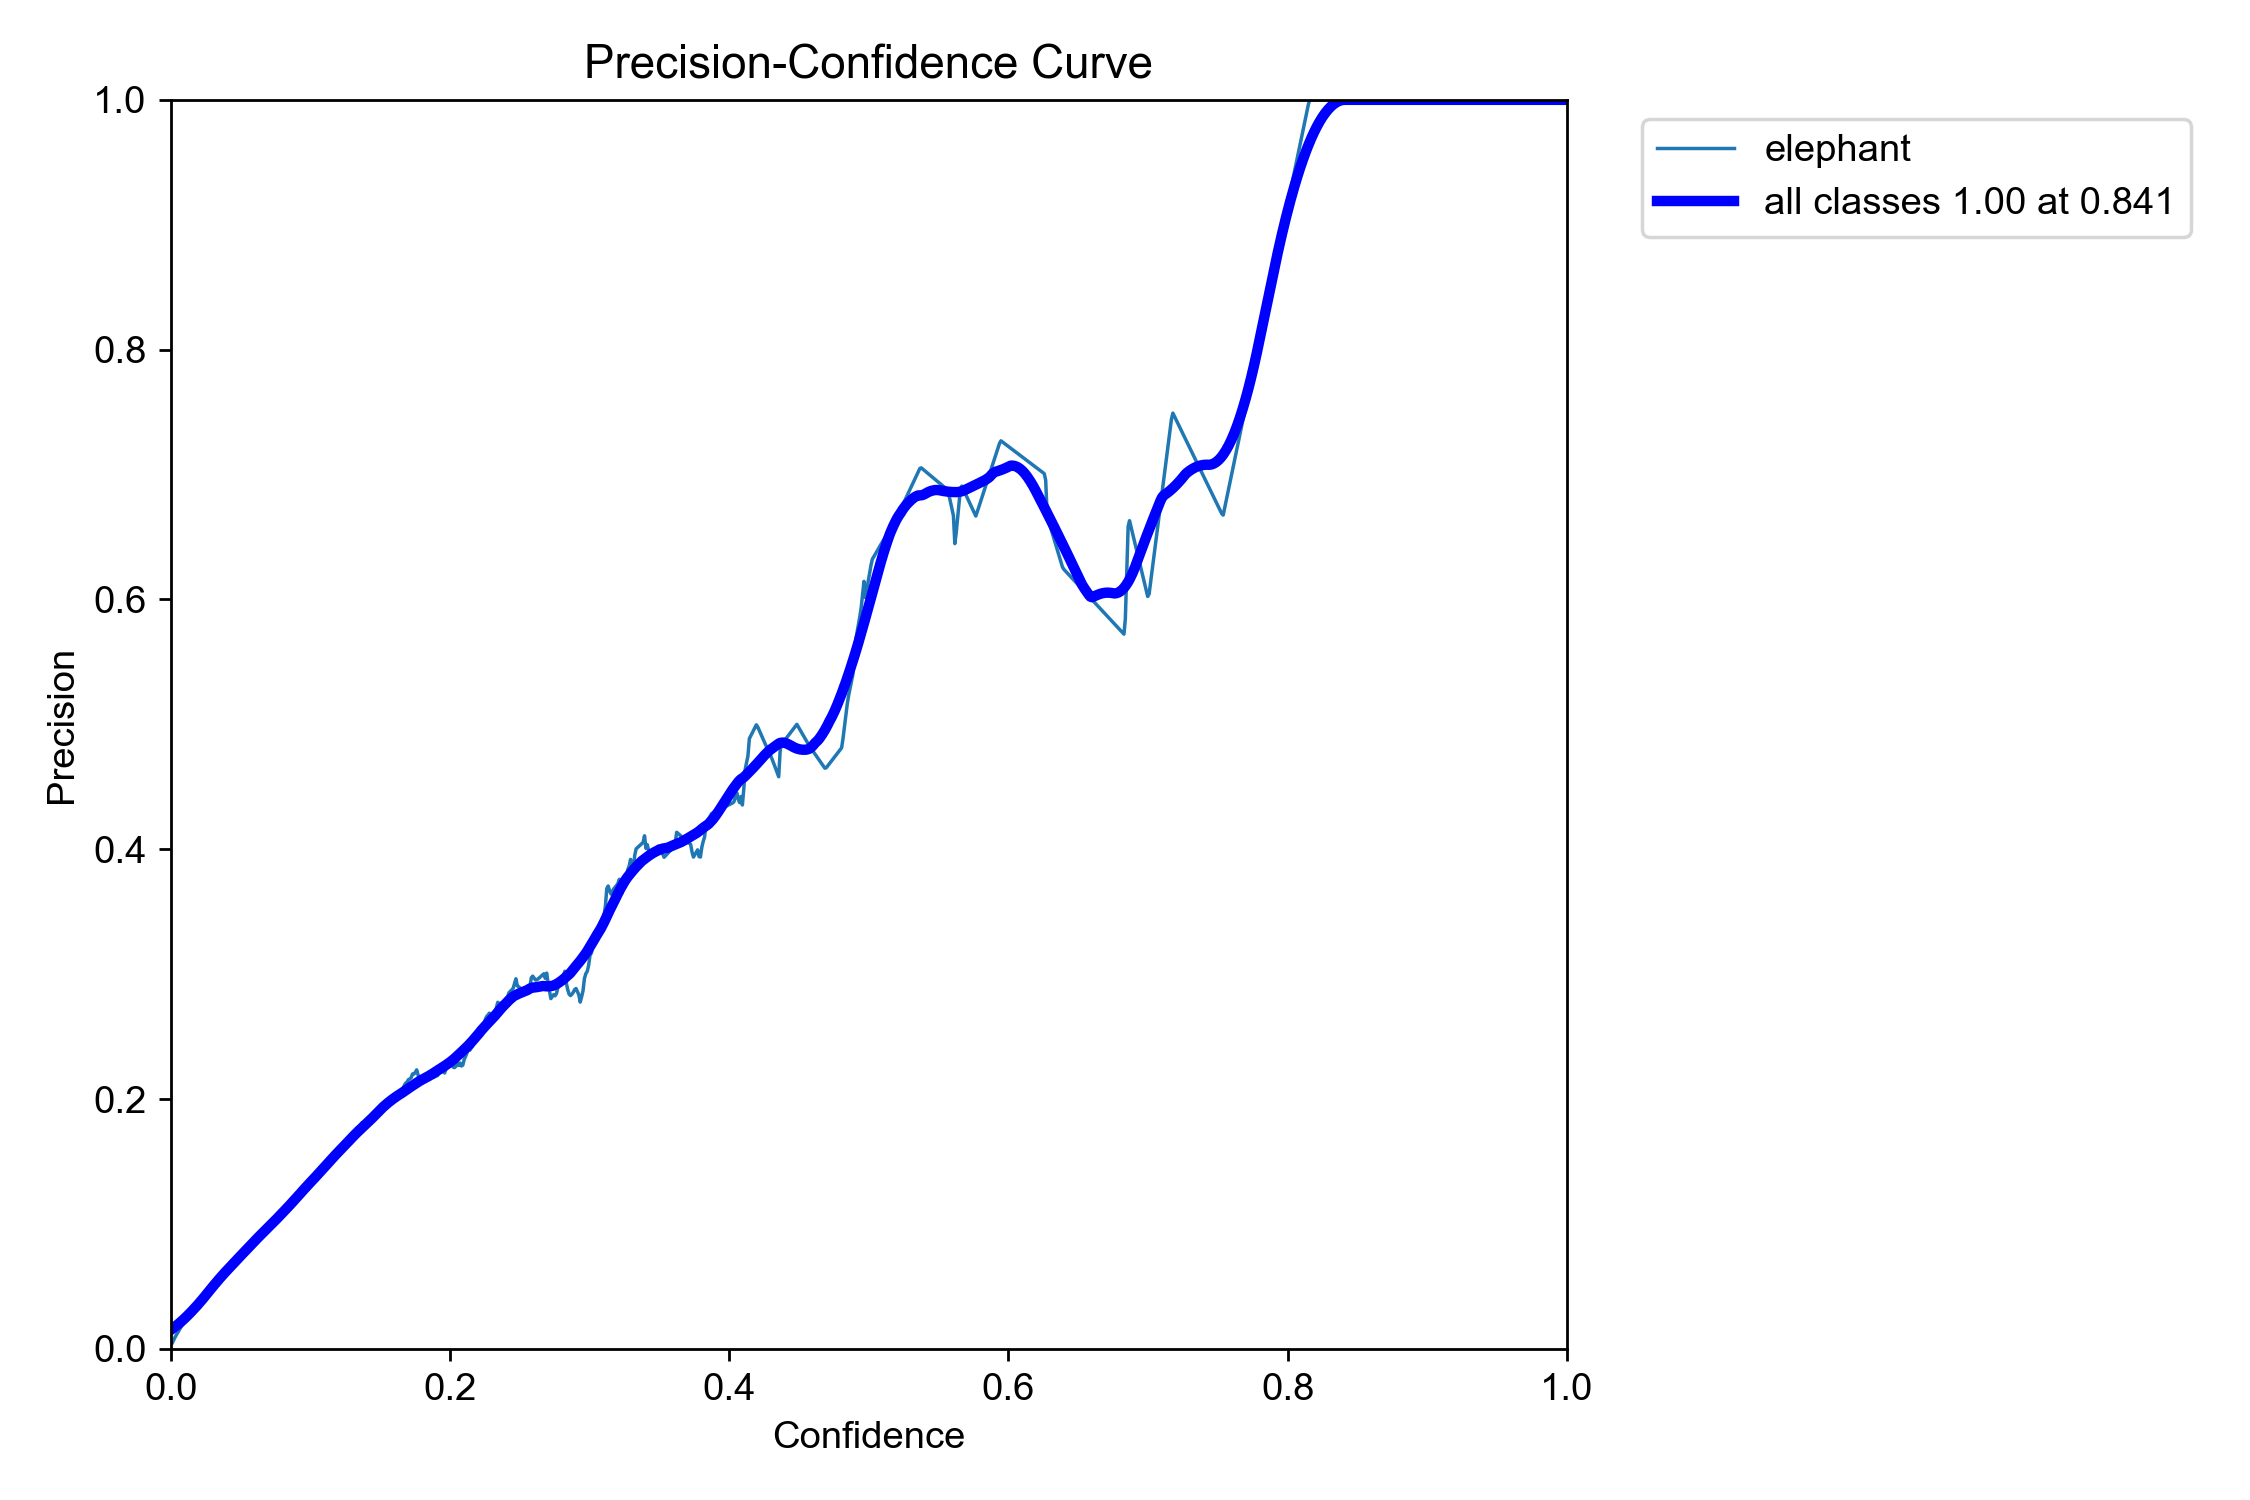 Precision-Confidence Curve
1.0
0.8
0.6
0.4
0.2
0.0
Precision
0.0 0.2 0.4 0.6 0.8 1.0
Confidence
elephant
all classes 1.00 at 0.841